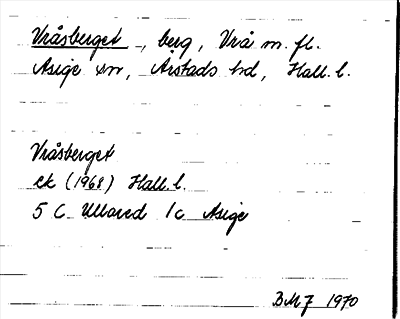 Vråsberget, berg, Vrå m. fl.
Asige sn, Årstads hd, Hall. l.
Vråsberget
ek (1968) Hall. l.
5 C Ullared 1c Asige
BMJ 1970